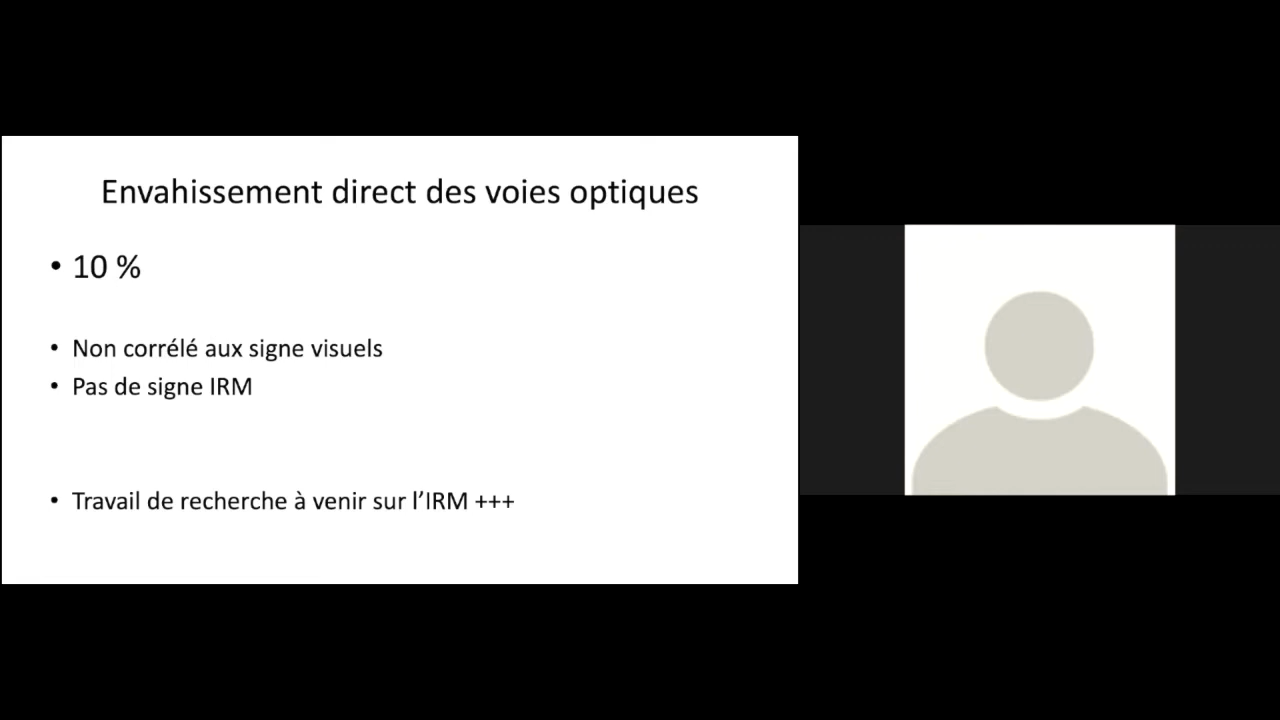 Envahissement direct des voies optiques
• 10 %
• Non corrélé aux signe visuels
• Pas de signe IRM
• Travail de recherche à venir sur l’IRM +++